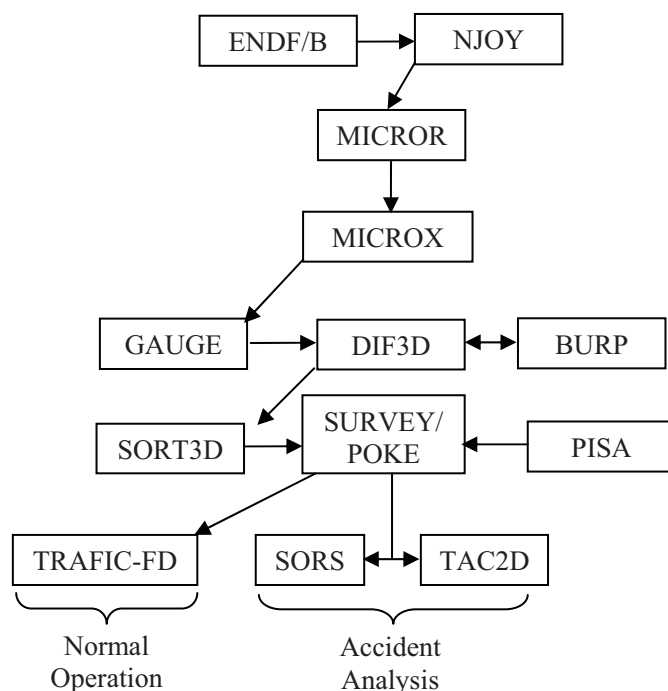 ENDF/B
NJOY
MICROR
MICROX
GAUGE
DIF3D
BURP
SORT3D
SURVEY/
POKE
PISA
TRAFIC-FD
SORS
TAC2D
Normal
Operation
Accident
Analysis